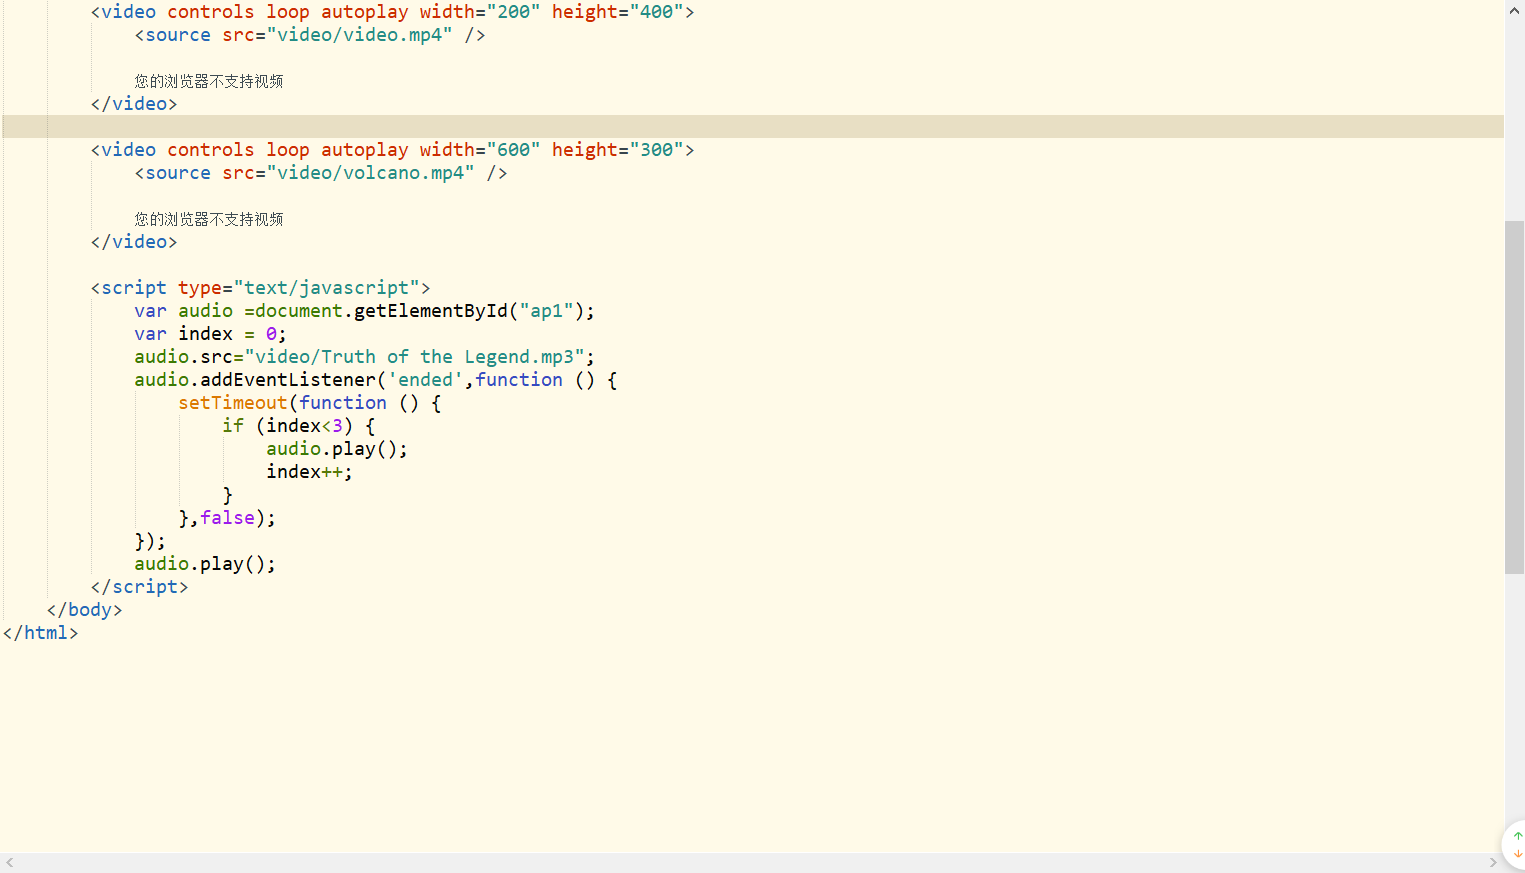 <video controls loop autoplay width="200" height="400">
<source src="video/video.mp4" />
您的浏览器不支持视频
</video>
<video controls loop autoplay width="600" height="300">
<source src="video/volcano.mp4" />
您的浏览器不支持视频
</video>
<script type="text/javascript">
var audio =document.getElementById("ap1");
var index = 0;
audio.src="video/Truth of the Legend.mp3";
audio.addEventListener('ended',function () {
setTimeout(function () {
if (index<3) {
audio.play();
index++;
}
},false);
});
audio.play();
</script>
</body>
</html>